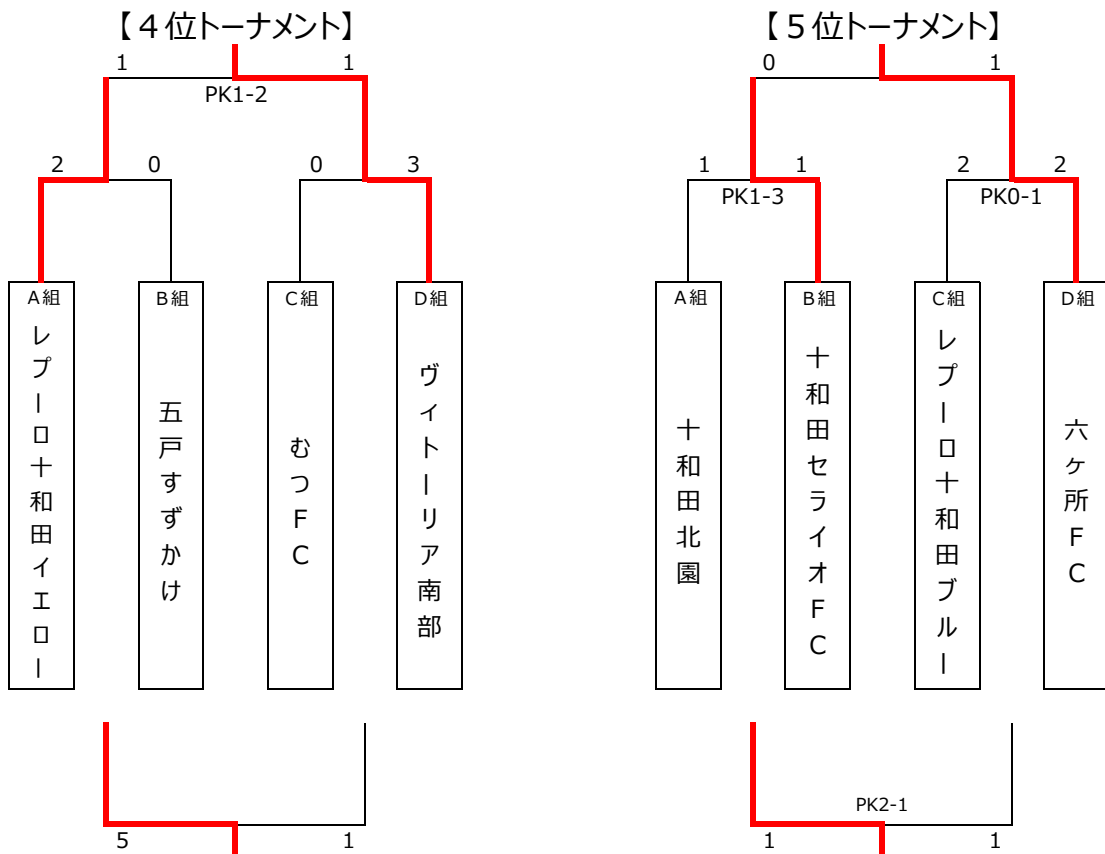 【４位トーナメント】
1
1
PK1-2
2
0
0
3
A組
レプーロ十和田イエロー
B組
五戸すずかけ
C組
むつFC
D組
ヴィトーリア南部
5
1
【５位トーナメント】
0
1
1
1
PK1-3
2
2
PK0-1
A組
十和田北園
B組
十和田セライオFC
C組
レプーロ十和田ブルー
D組
六ケ所FC
PK2-1
1
1